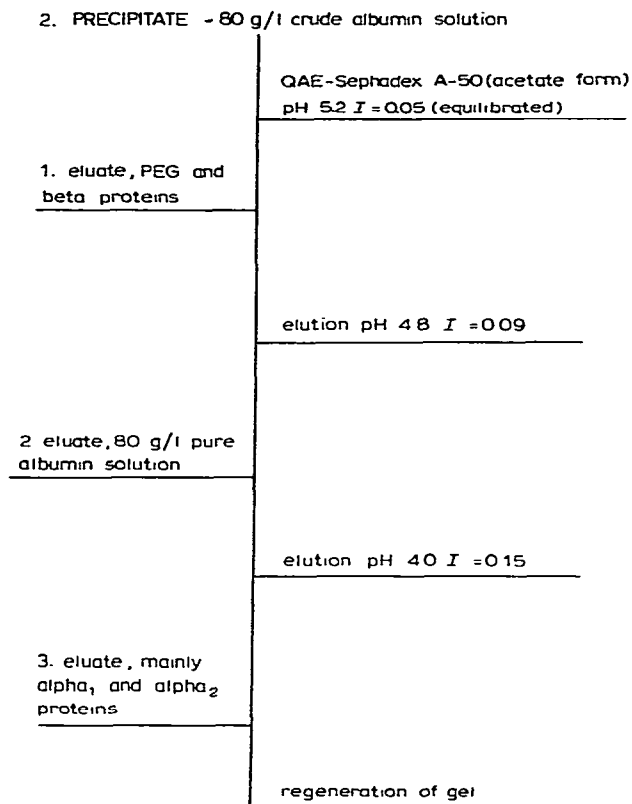 2. PRECIPITATE - 80 g/l crude albumin solution
QAE-Sephadex A-50 (acetate form)
pH 5.2 I = 0.05 (equilibrated)
1. eluate, PEG and
beta proteins
elution pH 4.8 I = 0.09
2 eluate, 80 g/l pure
albumin solution
elution pH 4.0 I = 0.15
3. eluate, mainly
alpha₁ and alpha₂
proteins
regeneration of gel